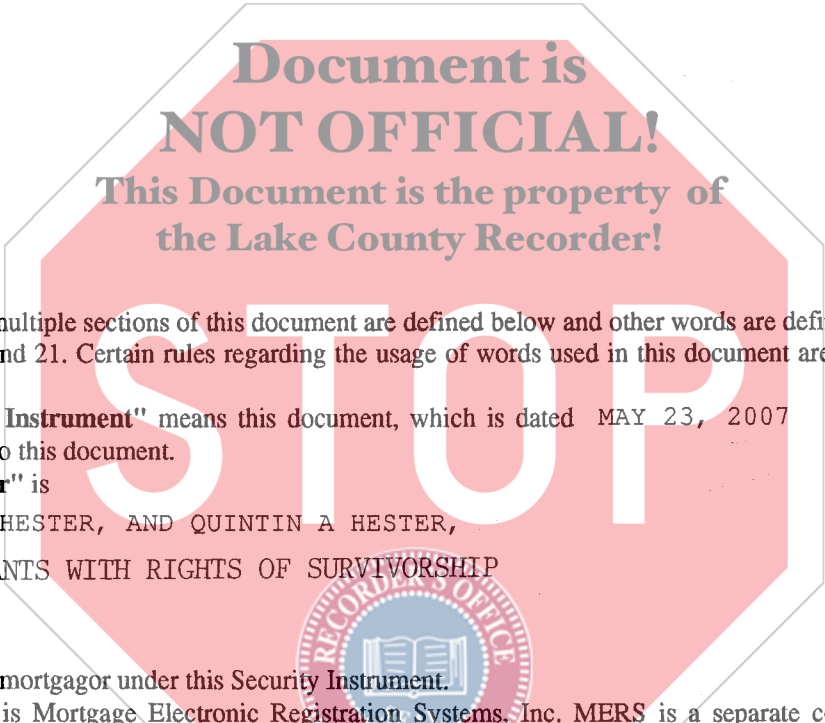 Document is
NOT OFFICIAL!
This Document is the property of
the Lake County Recorder!
STOP
multiple sections of this document are defined below and other words are defi
nd 21. Certain rules regarding the usage of words used in this document are
Instrument" means this document, which is dated MAY 23, 2007
o this document.
r" is
HESTER, AND QUINTIN A HESTER,
NTS WITH RIGHTS OF SURVIVORSHIP
RECORDER'S OFFICE
mortgagor under this Security Instrument.
is Mortgage Electronic Registration Systems, Inc. MERS is a separate c